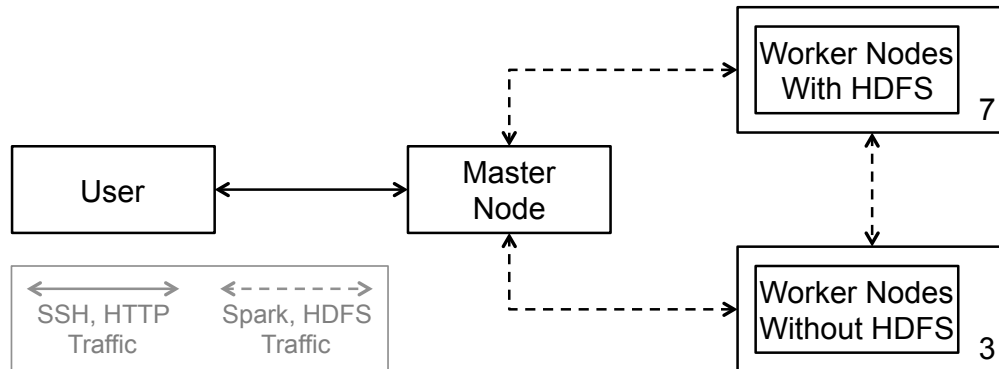 Worker Nodes
With HDFS
7
User
Master
Node
SSH, HTTP
Traffic
Spark, HDFS
Traffic
Worker Nodes
Without HDFS
3